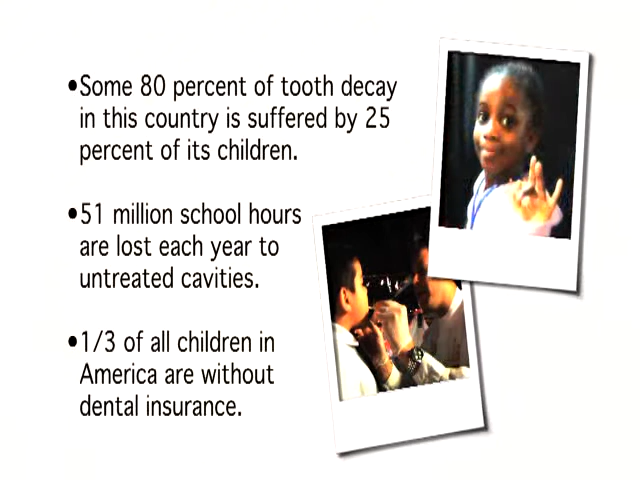 •Some 80 percent of tooth decay
in this country is suffered by 25
percent of its children.
•51 million school hours
are lost each year to
untreated cavities.
•1/3 of all children in
America are without
dental insurance.